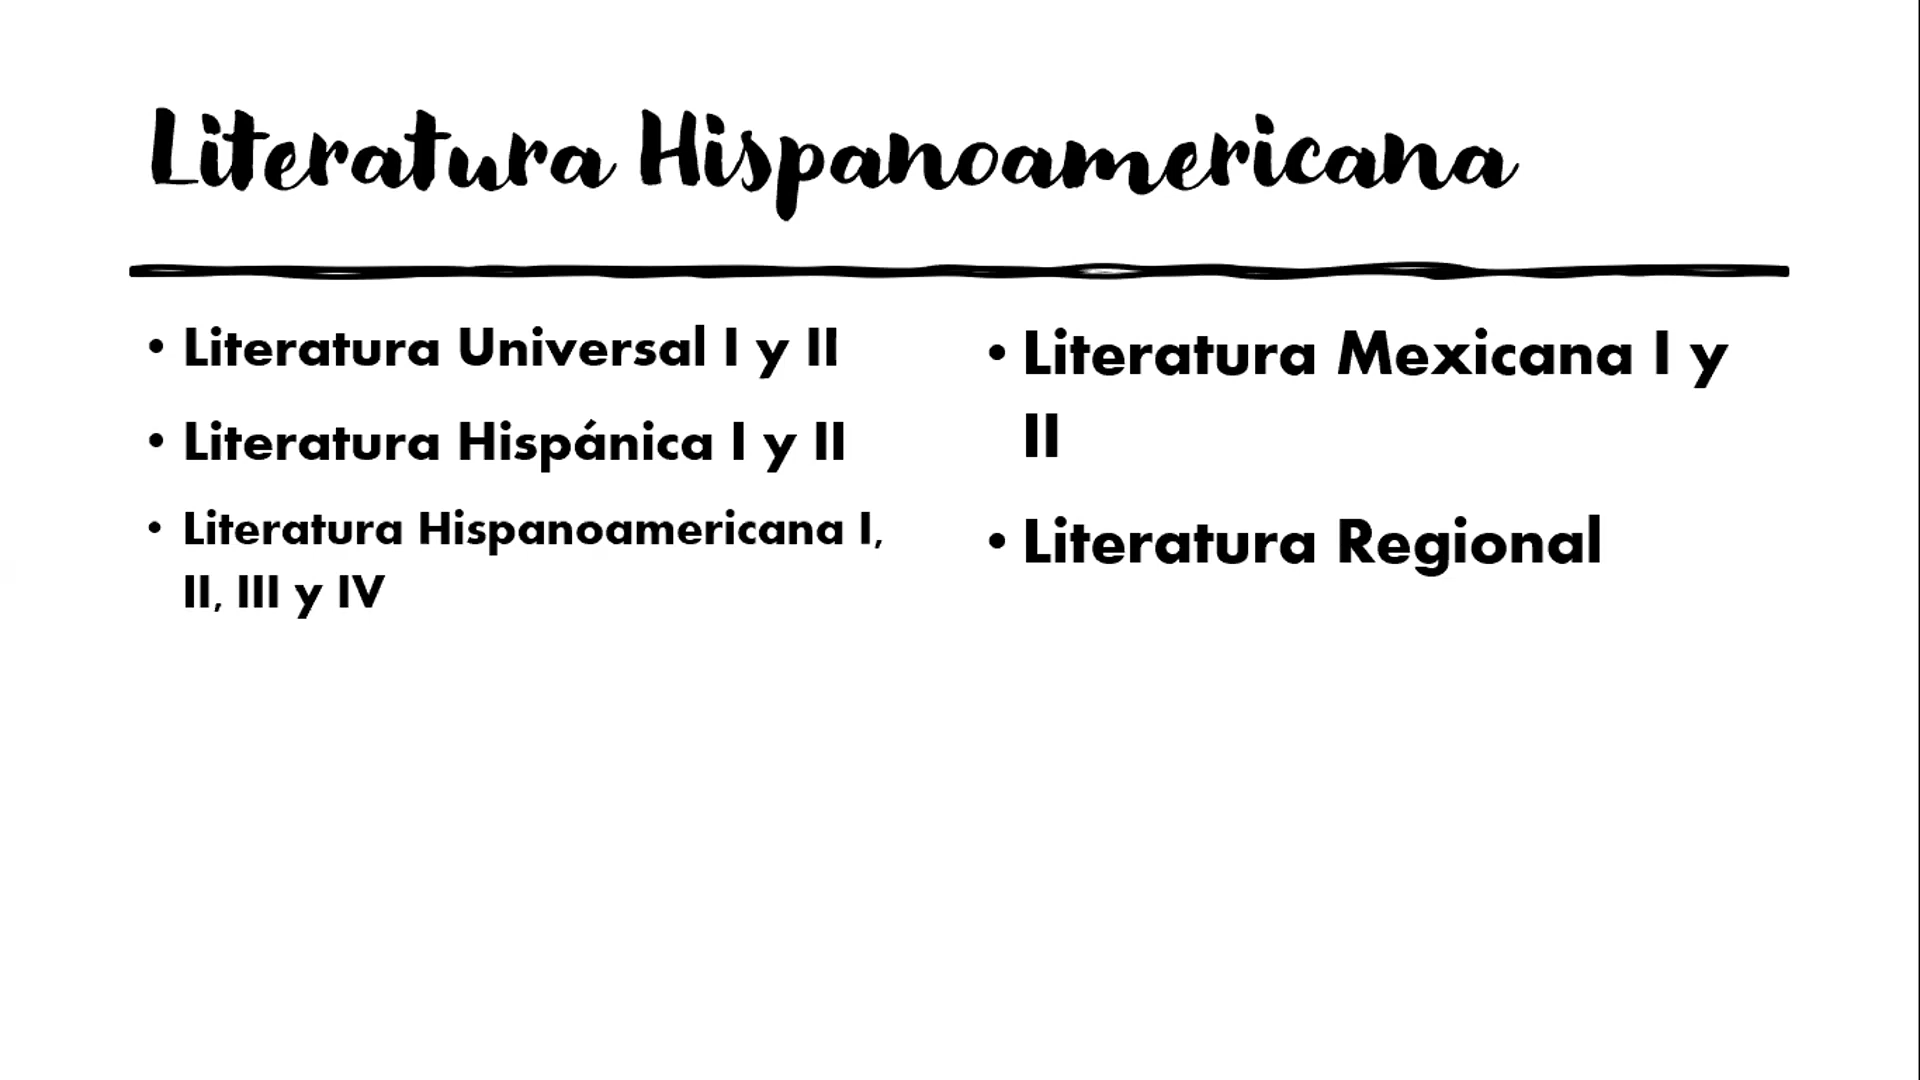 Literatura Hispanoamericana
• Literatura Universal I y II
• Literatura Hispánica I y II
• Literatura Hispanoamericana I,
II, III y IV
• Literatura Mexicana I y
II
• Literatura Regional